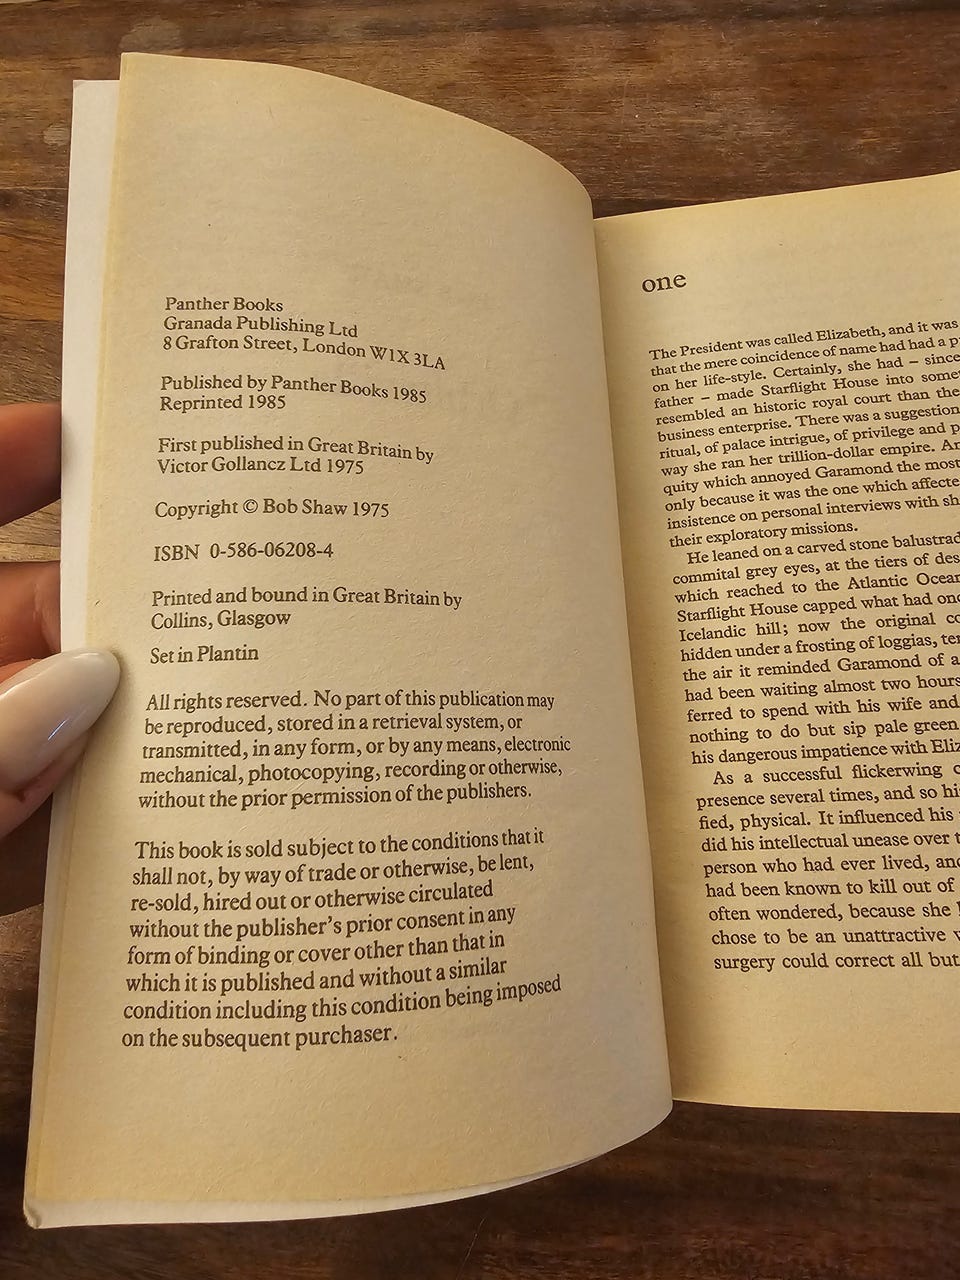 Panther Books
Granada Publishing Ltd
8 Grafton Street, London W1X 3LA
Published by Panther Books 1985
Reprinted 1985
First published in Great Britain by
Victor Gollancz Ltd 1975
Copyright © Bob Shaw 1975
ISBN 0-586-06208-4
Printed and bound in Great Britain by
Collins, Glasgow
Set in Plantin
All rights reserved. No part of this publication may
be reproduced, stored in a retrieval system, or
transmitted, in any form, or by any means, electronic
mechanical, photocopying, recording or otherwise,
without the prior permission of the publishers.
This book is sold subject to the conditions that it
shall not, by way of trade or otherwise, be lent,
re-sold, hired out or otherwise circulated
without the publisher's prior consent in any
form of binding or cover other than that in
which it is published and without a similar
condition including this condition being imposed
on the subsequent purchaser.
one
The President was called Elizabeth, and it was
that the mere coincidence of name had had a
on her life-style. Certainly, she had – since
father – made Starflight House into
resembled an historic royal court than the
business enterprise. There was a suggestion
ritual, of palace intrigue, of privilege and
way she ran her trillion-dollar empire.
quity which annoyed Garamond the most
only because it was the one which
insistence on personal interviews with
their exploratory missions.
He leaned on a carved stone
commital grey eyes, at the tiers of
which reached to the Atlantic
Starflight House capped what had
Icelandic hill; now the original
hidden under a frosting of loggias,
the air it reminded Garamond of a
had been waiting almost two hours
ferred to spend with his wife and
nothing to do but sip pale green
his dangerous impatience with
As a successful flickerwing
presence several times, and so
fied, physical. It influenced his
did his intellectual unease over
person who had ever lived,
had been known to kill out of
often wondered, because she
chose to be an unattractive
surgery could correct all but